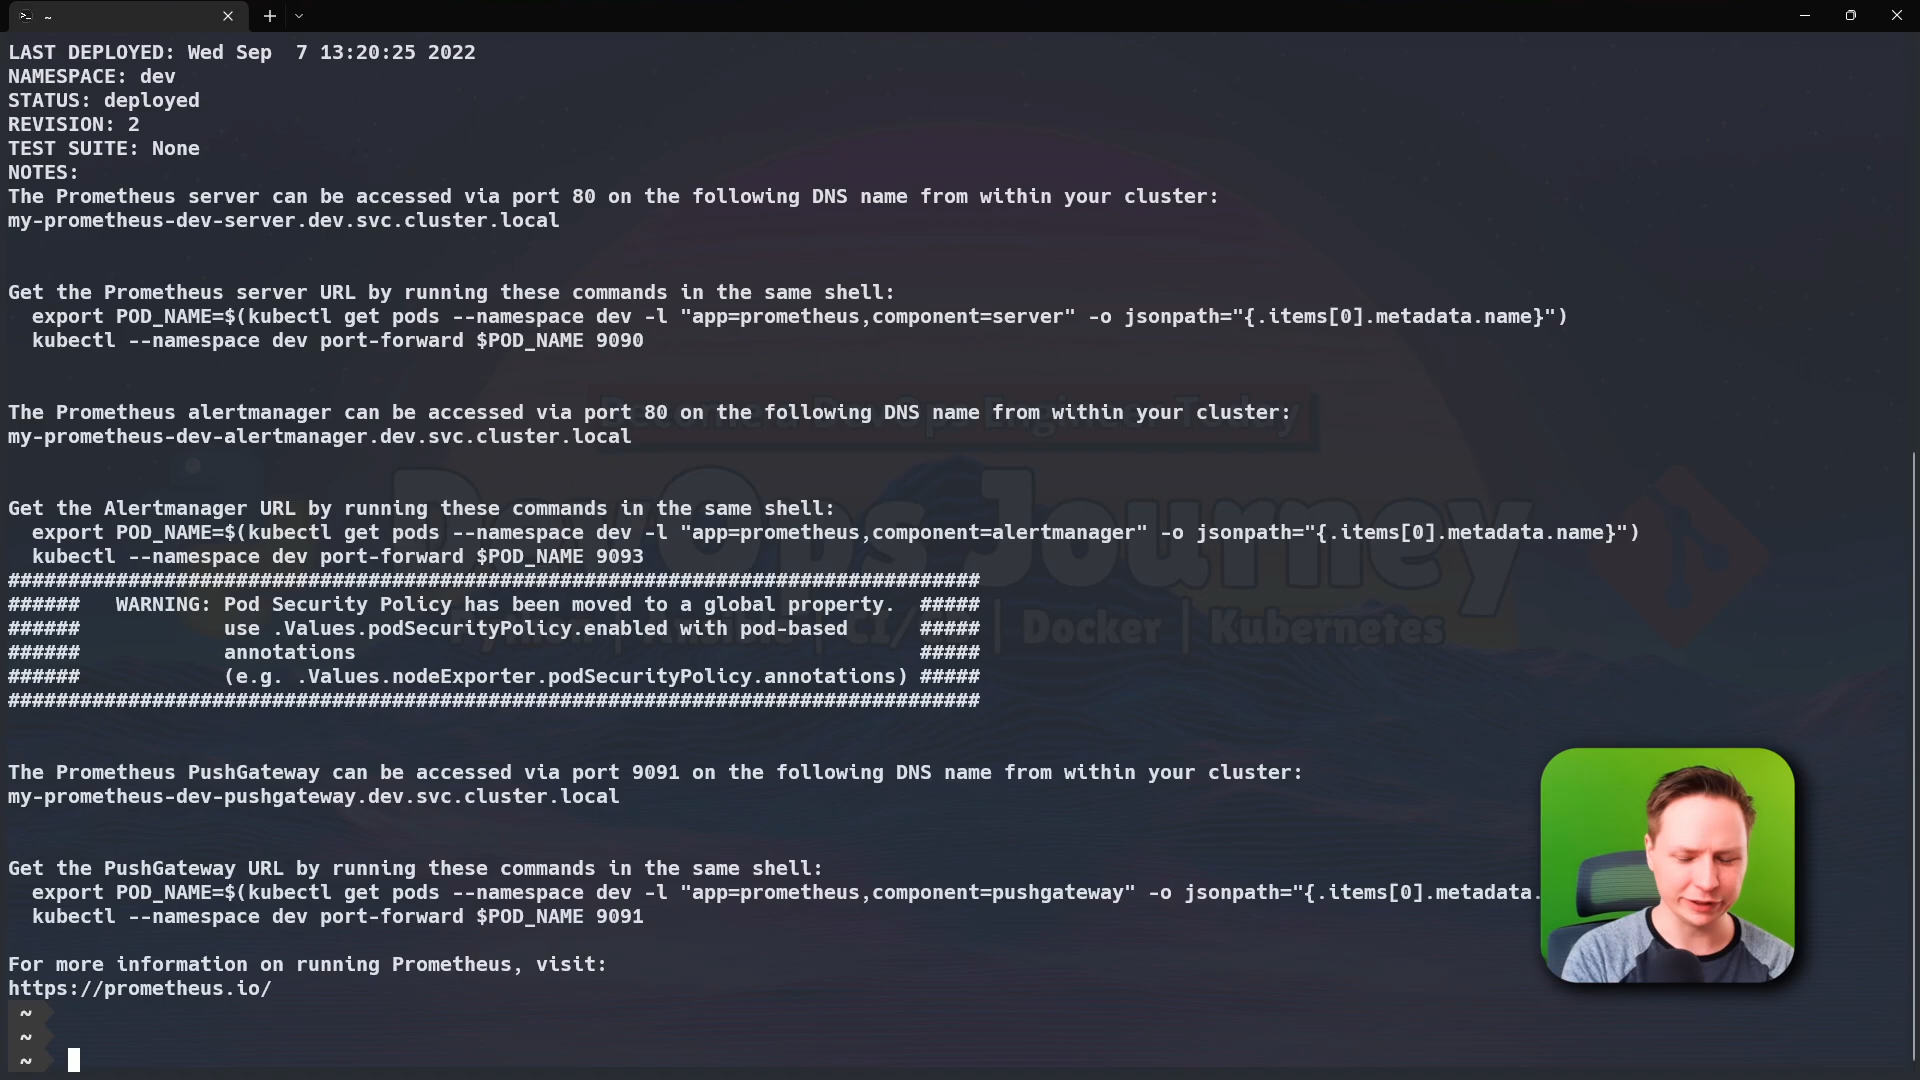 ~
LAST DEPLOYED: Wed Sep  7 13:20:25 2022
NAMESPACE: dev
STATUS: deployed
REVISION: 2
TEST SUITE: None
NOTES:
The Prometheus server can be accessed via port 80 on the following DNS name from within your cluster:
my-prometheus-dev-server.dev.svc.cluster.local
Get the Prometheus server URL by running these commands in the same shell:
  export POD_NAME=$(kubectl get pods --namespace dev -l "app=prometheus,component=server" -o jsonpath="{.items[0].metadata.name}")
  kubectl --namespace dev port-forward $POD_NAME 9090
Become a DevOps Engineer Today
The Prometheus alertmanager can be accessed via port 80 on the following DNS name from within your cluster:
my-prometheus-dev-alertmanager.dev.svc.cluster.local
DevOps Journey
Get the Alertmanager URL by running these commands in the same shell:
  export POD_NAME=$(kubectl get pods --namespace dev -l "app=prometheus,component=alertmanager" -o jsonpath="{.items[0].metadata.name}")
  kubectl --namespace dev port-forward $POD_NAME 9093
#################################################################################
######   WARNING: Pod Security Policy has been moved to a global property.  #####
######            use .Values.podSecurityPolicy.enabled with pod-based      #####
######            annotations                                               #####
######            (e.g. .Values.nodeExporter.podSecurityPolicy.annotations) #####
#################################################################################
| Docker | Kubernetes
The Prometheus PushGateway can be accessed via port 9091 on the following DNS name from within your cluster:
my-prometheus-dev-pushgateway.dev.svc.cluster.local
Get the PushGateway URL by running these commands in the same shell:
  export POD_NAME=$(kubectl get pods --namespace dev -l "app=prometheus,component=pushgateway" -o jsonpath="{.items[0].metadata.
  kubectl --namespace dev port-forward $POD_NAME 9091
For more information on running Prometheus, visit:
https://prometheus.io/
~
~
~